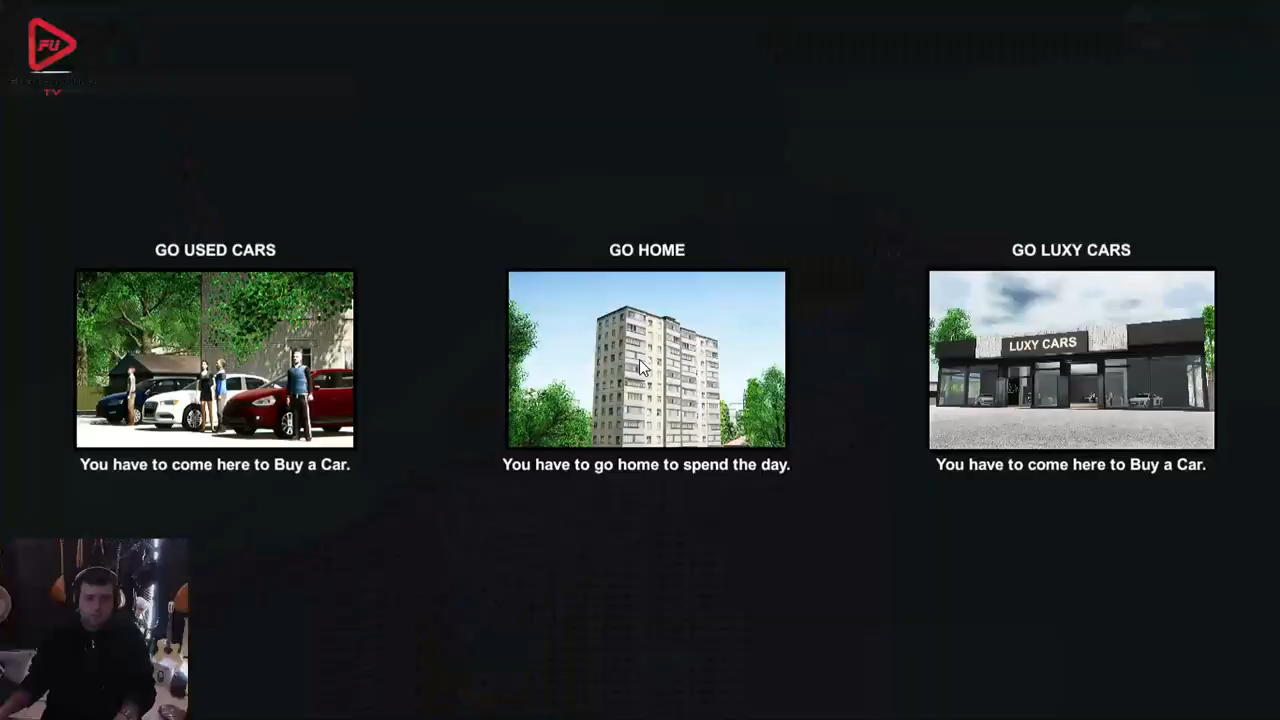 FU
TV
GO USED CARS
GO HOME
GO LUXY CARS
LUXY CARS
You have to come here to Buy a Car.
You have to go home to spend the day.
You have to come here to Buy a Car.